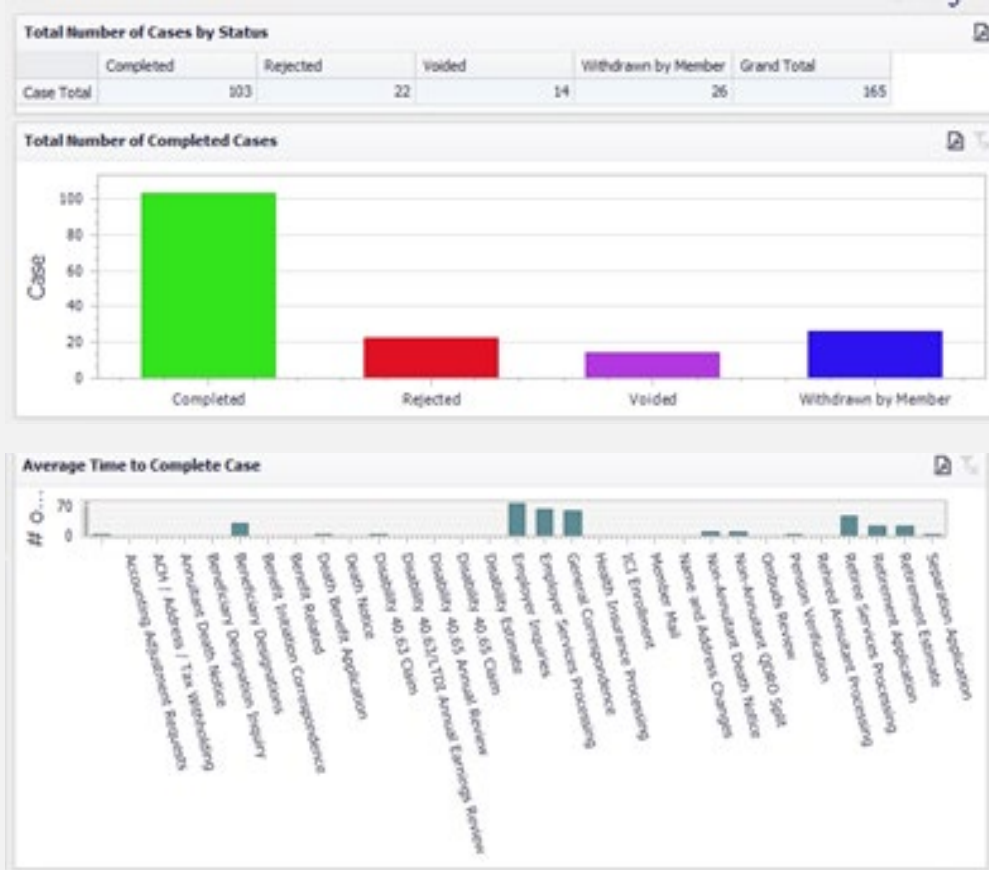 Total Number of Cases by Status
Completed Rejected Voided Withdrawn by Member Grand Total
Case Total 103 22 14 26 165
Total Number of Completed Cases
Case
100
80
60
40
20
0
Completed Rejected Voided Withdrawn by Member
Average Time to Complete Case
# o...
70
0
Accounting Adjustment Requests
ACH / Address / Tax Withholding
Annuitant Death Notice
Beneficiary Designation Inquiry
Beneficiary Designations
Benefit Initiation Correspondence
Benefit Related
Death Benefit Application
Death Notice
Disability 40.63 Claim
Disability 40.63/LTDI Annual Earnings Review
Disability 40.65 Annual Review
Disability 40.65 Claim
Disability Estimate
Employer Inquiries
Employer Services Processing
General Correspondence
Health Insurance Processing
ICI Enrollment
Member Mail
Name and Address Changes
Non-Annuitant Death Notice
Non-Annuitant QDRO Split
Ombuds Review
Pension Verification
Rehired Annuitant Processing
Retiree Services Processing
Retirement Application
Retirement Estimate
Separation Application